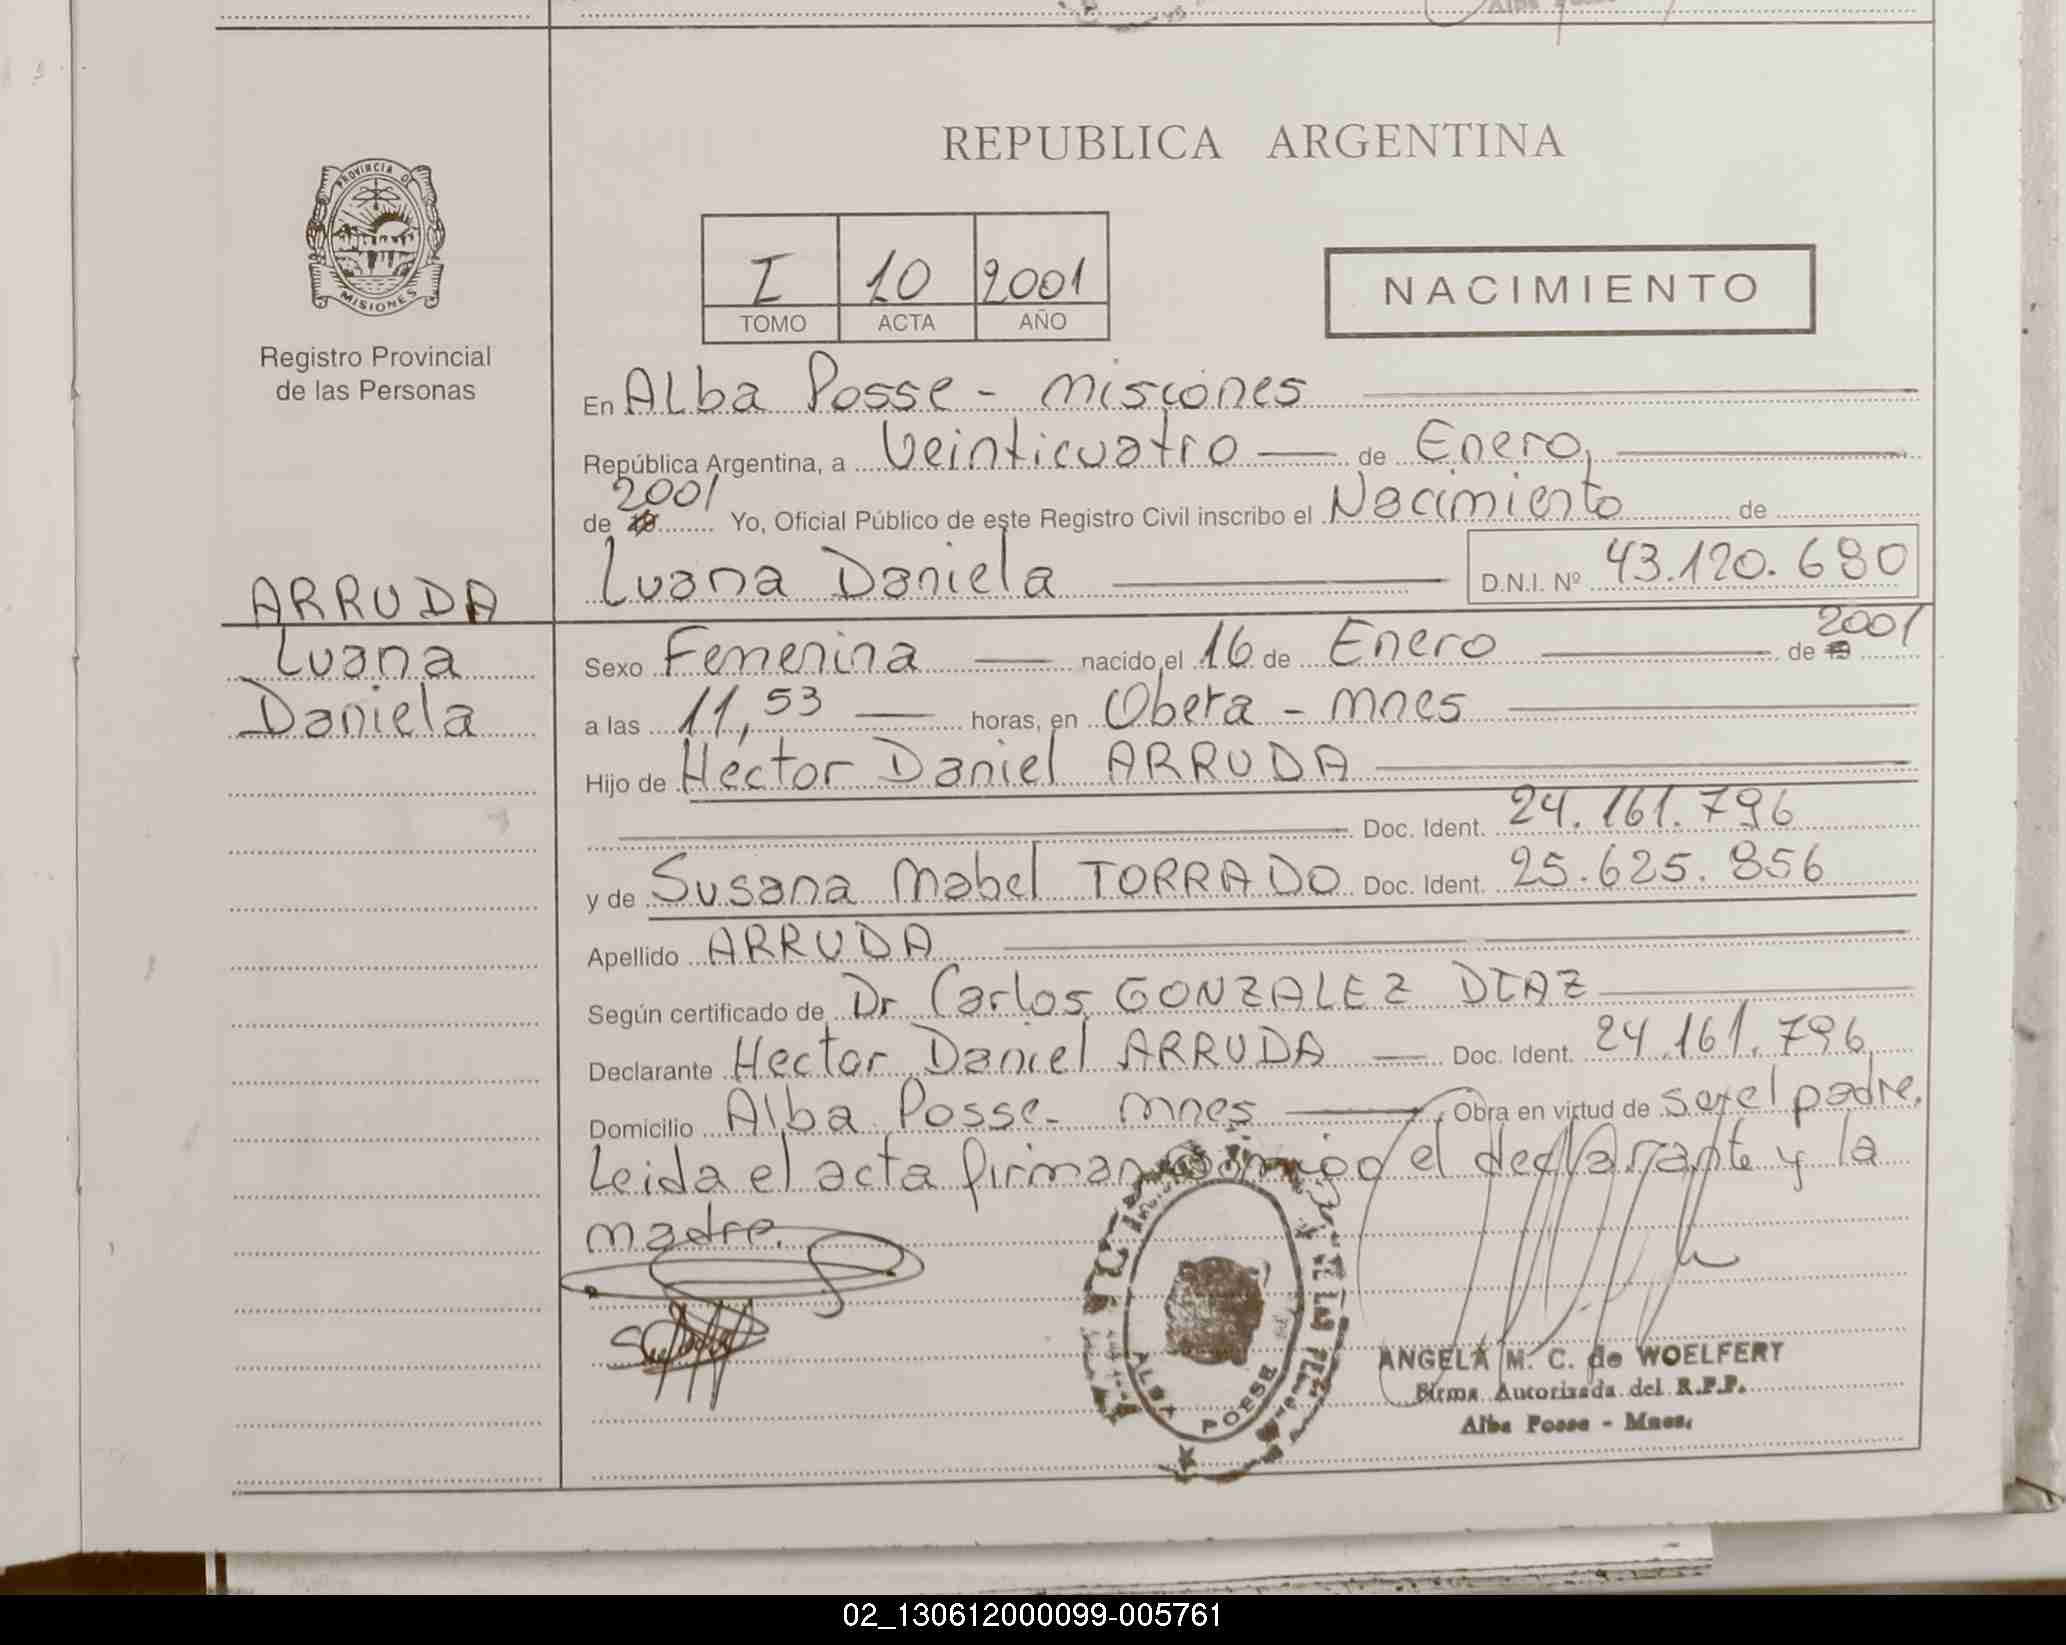 REPUBLICA ARGENTINA
PROVINCIA DE
MISIONES
Registro Provincial
de las Personas
I 10 2001
TOMO ACTA AÑO
NACIMIENTO
En Alba Posse - Misiones
República Argentina, a Veinticuatro de Enero,
2001
de 19 Yo, Oficial Público de este Registro Civil inscribo el Nacimiento de
Luana Daniela D.N.I. Nº 43.120.680
ARRUDA
Luana
Daniela
Sexo Femenina nacido el 16 de Enero de 19 2001
a las 11,53 horas, en Obera - Mnes
Hijo de Hector Daniel ARRUDA
Doc. Ident. 24.161.796
y de Susana Mabel TORRADO Doc. Ident. 25.625.856
Apellido ARRUDA
Según certificado de Dr Carlos GONZALEZ DIAZ
Declarante Hector Daniel ARRUDA Doc. Ident. 24.161.796
Domicilio Alba Posse - Mnes Obra en virtud de ser el padre.
Leida el acta firman conmigo el declarante y la
madre.
ALBA POSSE
ANGELA M. C. de WOELFERT
Firma Autorizada del R.P.P.
Alba Posse - Mnes.
02_130612000099-005761